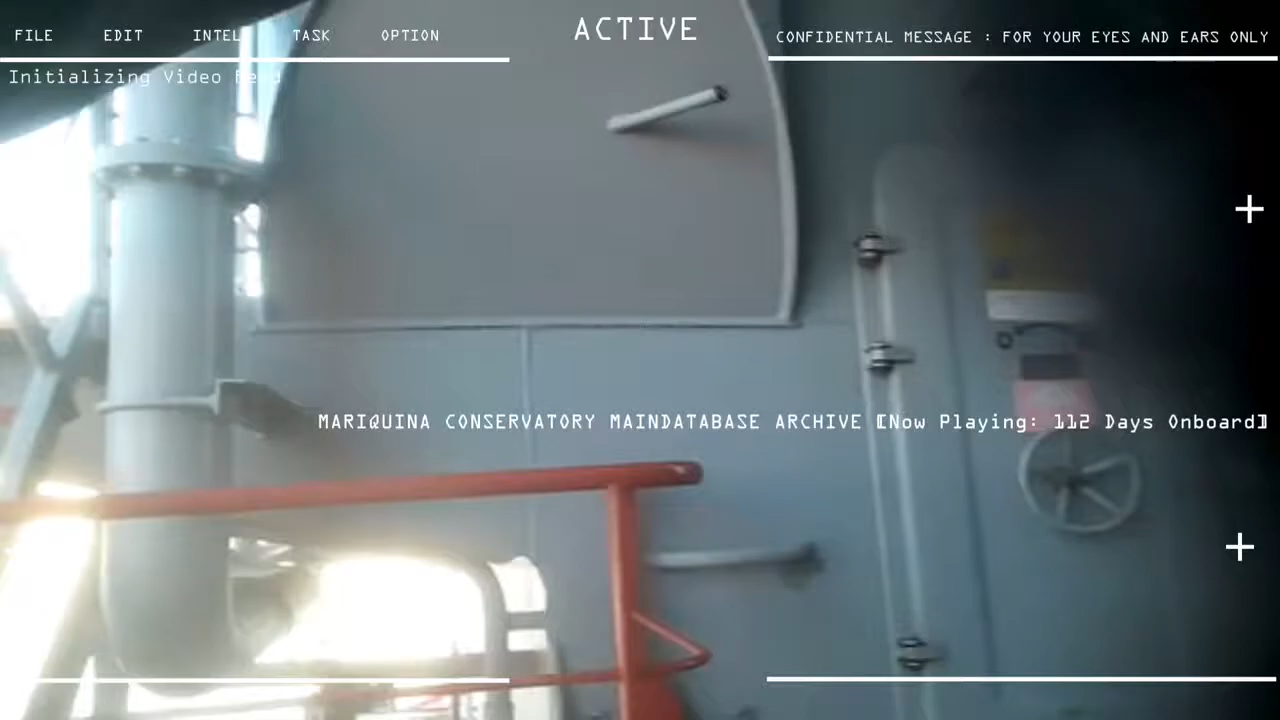 FILE EDIT INTEL TASK OPTION
ACTIVE
CONFIDENTIAL MESSAGE : FOR YOUR EYES AND EARS ONLY
Initializing Video Feed
MARIQUINA CONSERVATORY MAINDATABASE ARCHIVE [Now Playing: 112 Days Onboard]